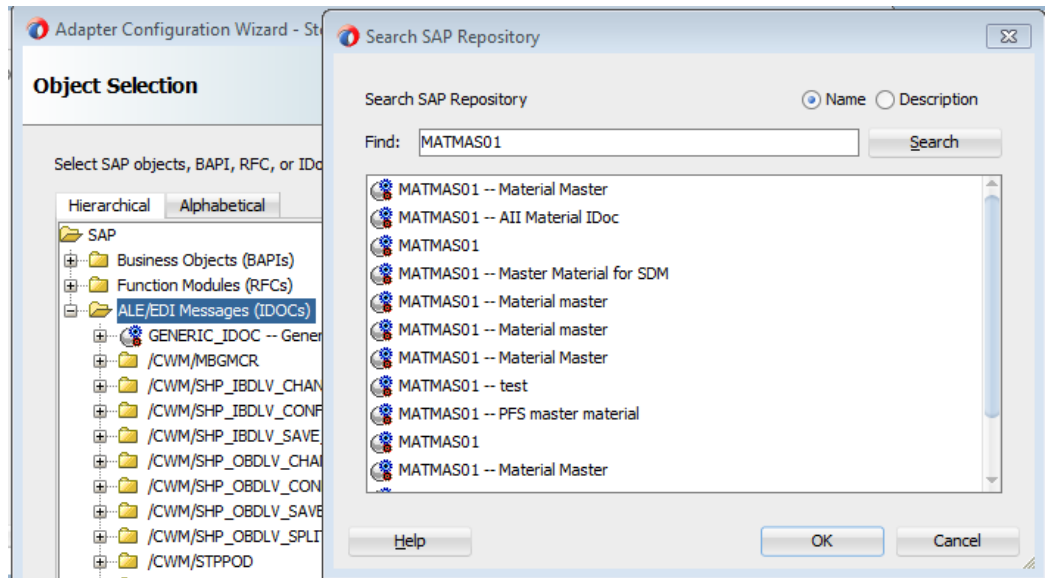 Adapter Configuration Wizard - St
Object Selection
Select SAP objects, BAPI, RFC, or IDo
Hierarchical Alphabetical
SAP
Business Objects (BAPIs)
Function Modules (RFCs)
ALE/EDI Messages (IDOCs)
GENERIC_IDOC -- Gener
/CWM/MBGMCR
/CWM/SHP_IBDLV_CHAN
/CWM/SHP_IBDLV_CONF
/CWM/SHP_IBDLV_SAVE_
/CWM/SHP_OBDLV_CHA
/CWM/SHP_OBDLV_CON
/CWM/SHP_OBDLV_SAVE
/CWM/SHP_OBDLV_SPLI
/CWM/STPPOD
Search SAP Repository
Search SAP Repository Name Description
Find: MATMAS01 Search
MATMAS01 -- Material Master
MATMAS01 -- AII Material IDoc
MATMAS01
MATMAS01 -- Master Material for SDM
MATMAS01 -- Material master
MATMAS01 -- Material master
MATMAS01 -- Material Master
MATMAS01 -- test
MATMAS01 -- PFS master material
MATMAS01
MATMAS01 -- Material Master
Help OK Cancel